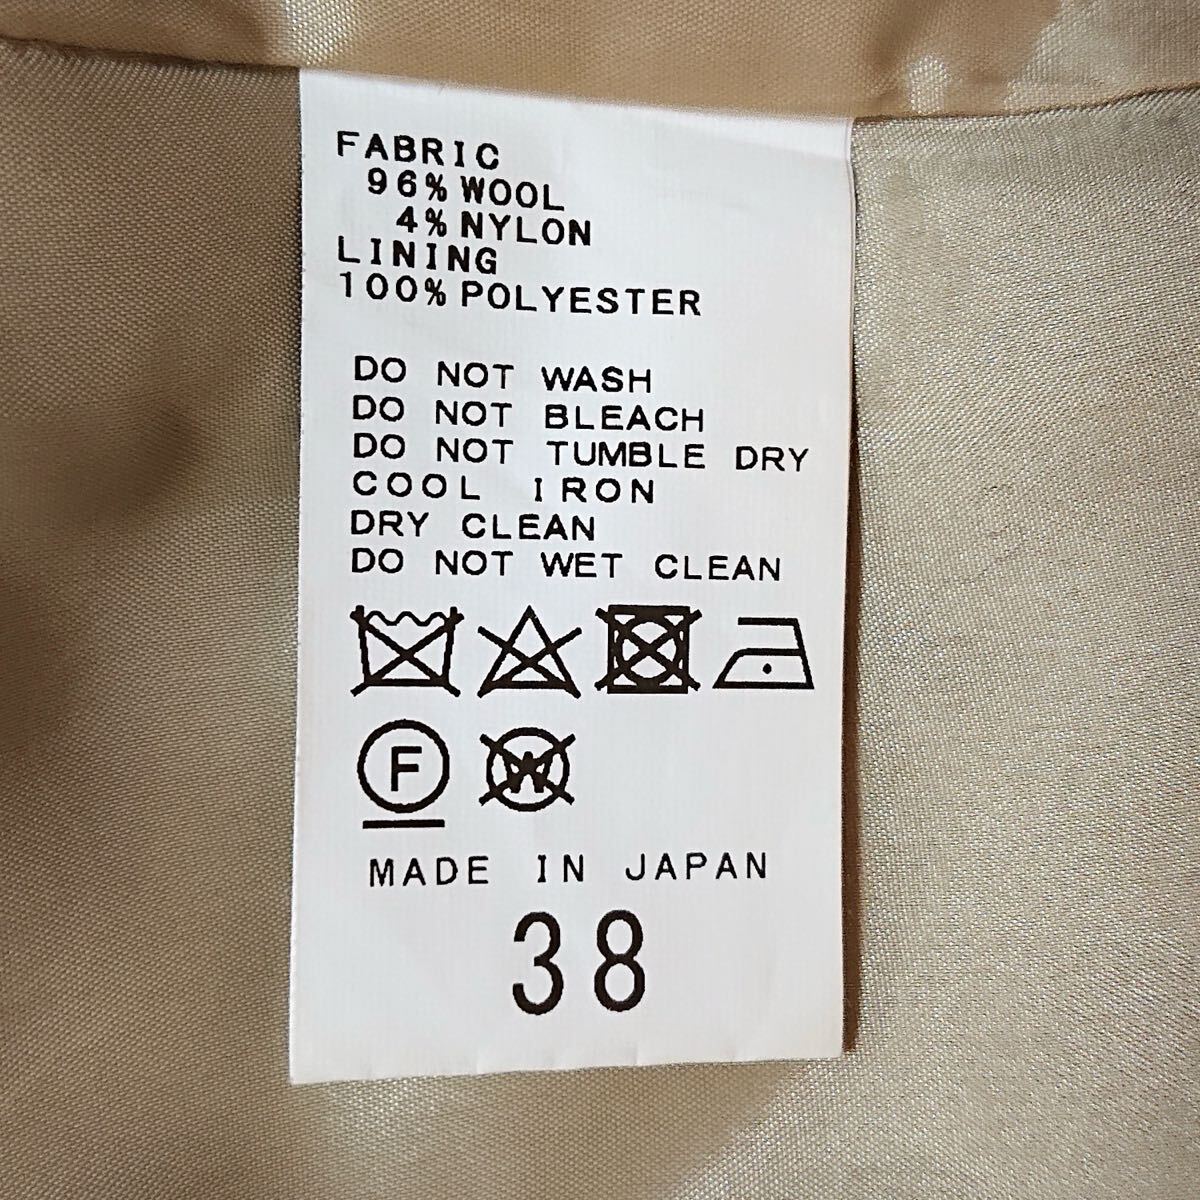 FABRIC
96% WOOL
4% NYLON
LINING
100% POLYESTER
DO NOT WASH
DO NOT BLEACH
DO NOT TUMBLE DRY
COOL IRON
DRY CLEAN
DO NOT WET CLEAN
F W
MADE IN JAPAN
38